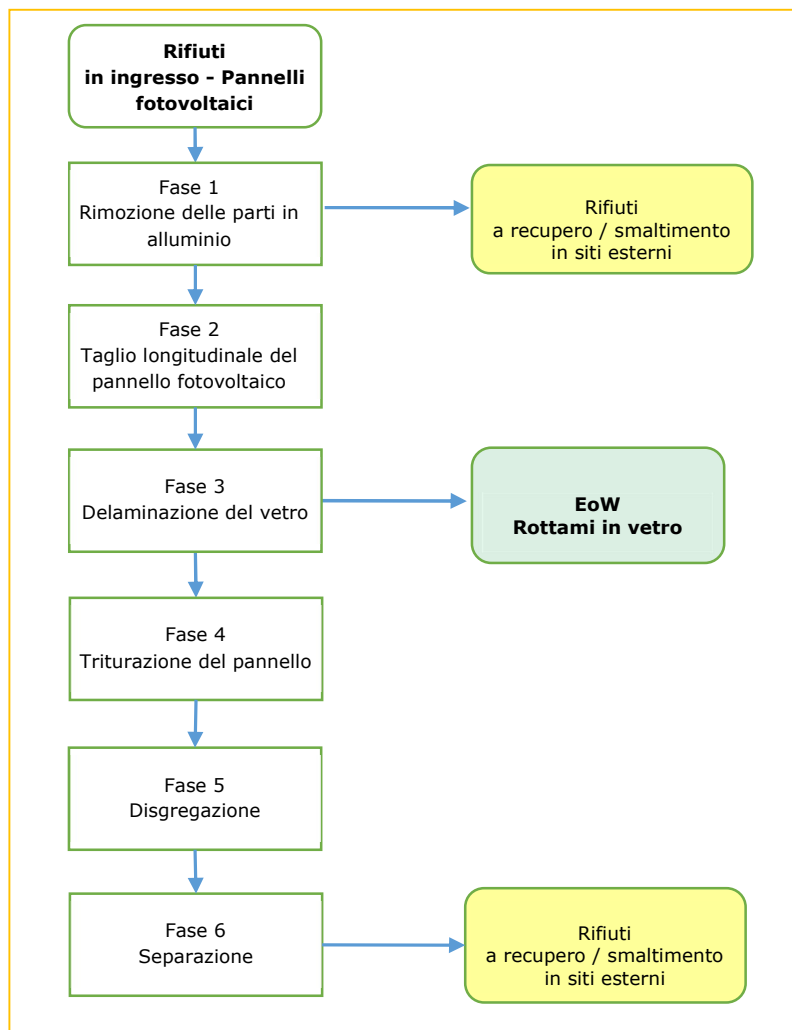 Rifiuti
in ingresso - Pannelli
fotovoltaici
Fase 1
Rimozione delle parti in
alluminio
Rifiuti
a recupero / smaltimento
in siti esterni
Fase 2
Taglio longitudinale del
pannello fotovoltaico
Fase 3
Delaminazione del vetro
EoW
Rottami in vetro
Fase 4
Triturazione del pannello
Fase 5
Disgregazione
Fase 6
Separazione
Rifiuti
a recupero / smaltimento
in siti esterni